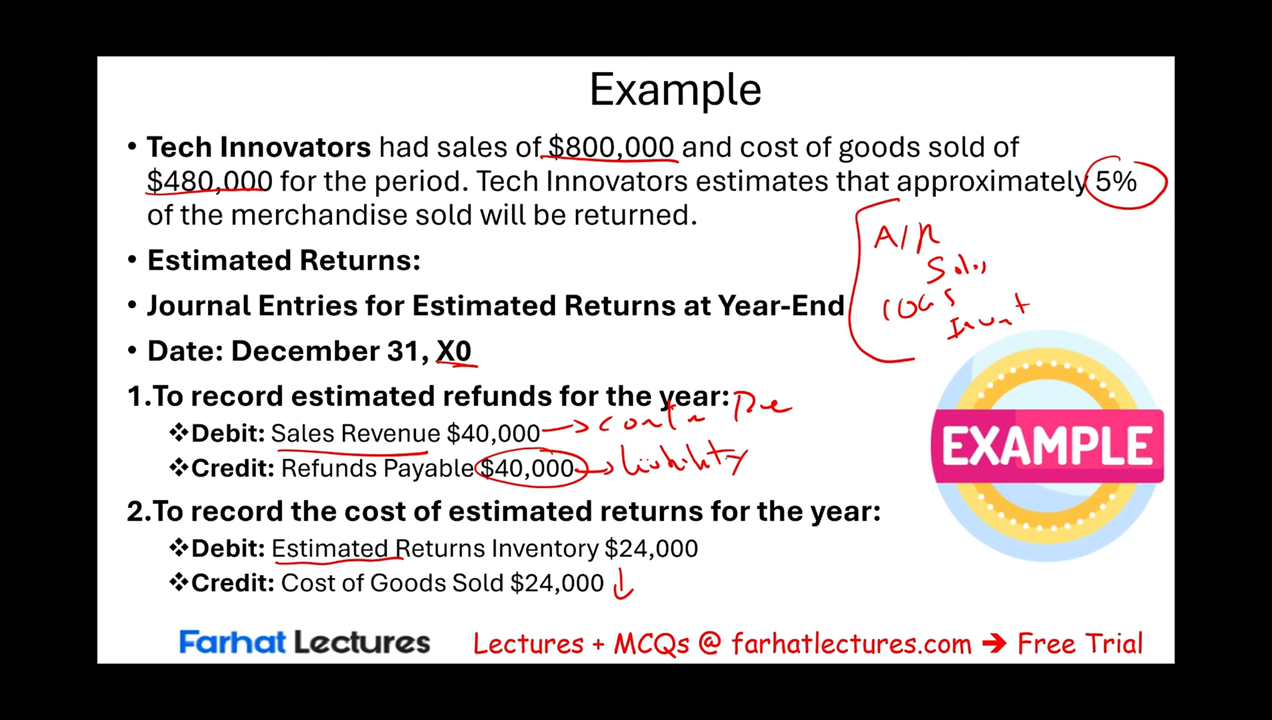 Example
• Tech Innovators had sales of $800,000 and cost of goods sold of
$480,000 for the period. Tech Innovators estimates that approximately 5%
of the merchandise sold will be returned.
A/R
Sales
COGS
Invent
• Estimated Returns:
• Journal Entries for Estimated Returns at Year-End
• Date: December 31, X0
1.To record estimated refunds for the year:
❖Debit: Sales Revenue $40,000
contra
❖Credit: Refunds Payable $40,000
liability
2.To record the cost of estimated returns for the year:
❖Debit: Estimated Returns Inventory $24,000
❖Credit: Cost of Goods Sold $24,000
EXAMPLE
Farhat Lectures
Lectures + MCQs @ farhatlectures.com ➔ Free Trial